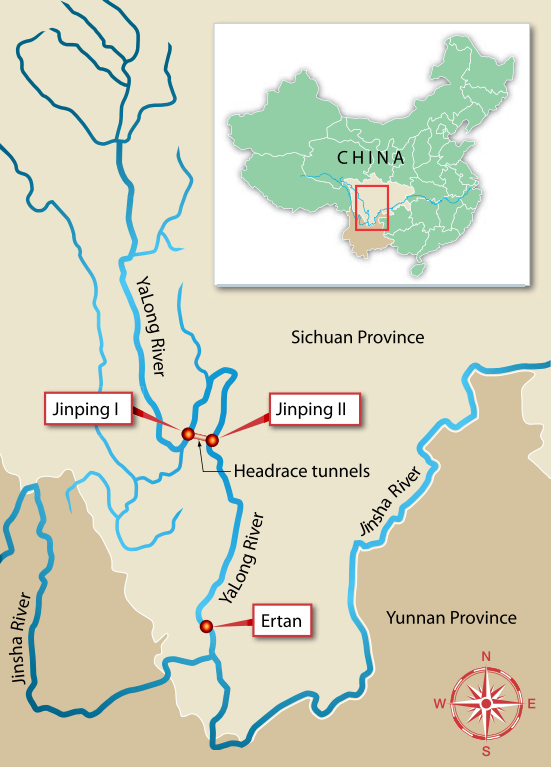 CHINA
YaLong River
Sichuan Province
Jinping I
Jinping II
Headrace tunnels
Jinsha River
YaLong River
Jinsha River
Ertan
Yunnan Province
N
W
E
S